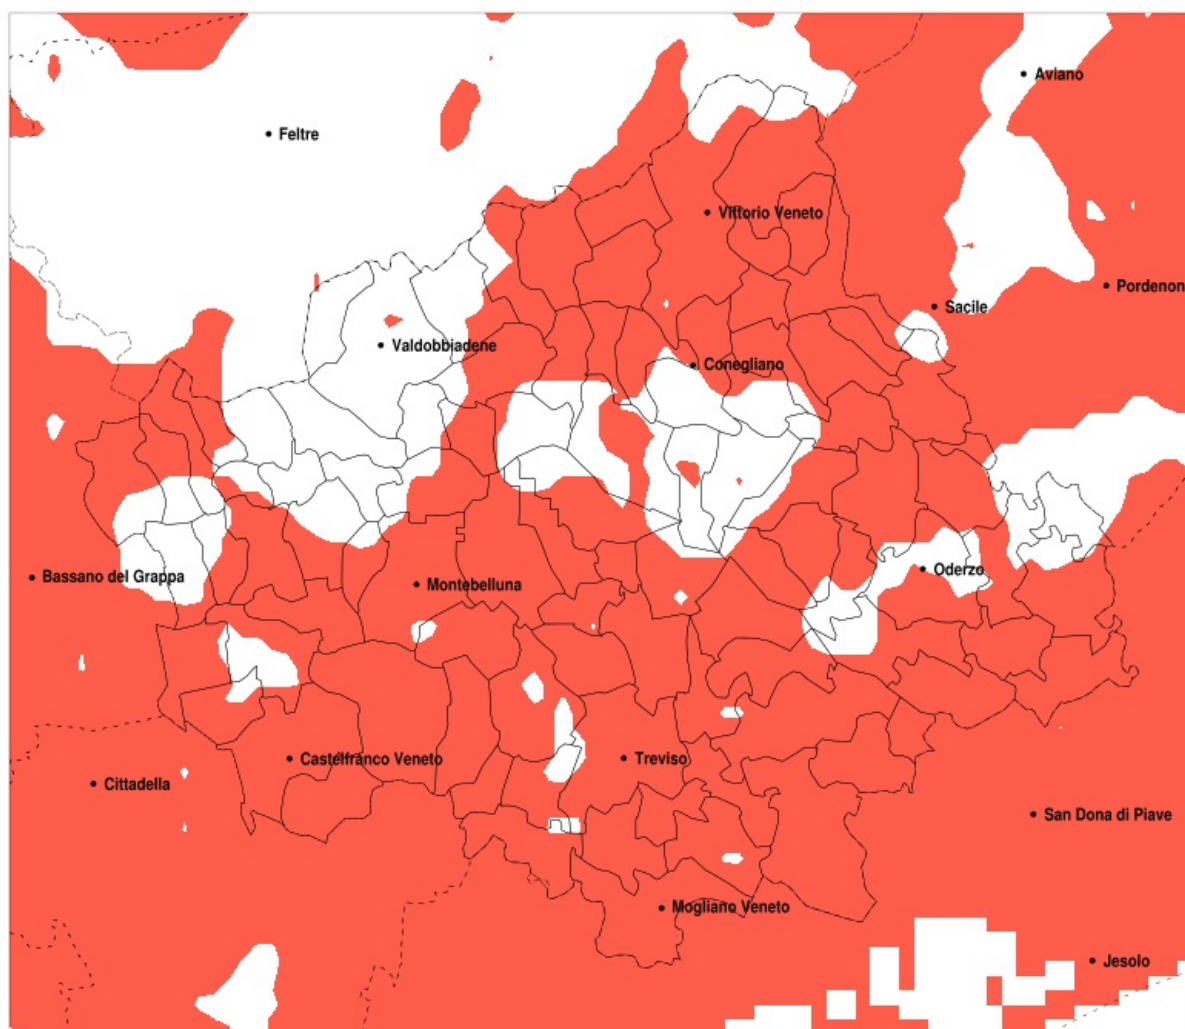 Aviano
Feltre
Vittorio Veneto
Pordenon
Sacile
Valdobbiadene
Conegliano
Oderzo
Bassano del Grappa
Montebelluna
Castelfranco Veneto
Treviso
Cittadella
San Dona di Piave
Mogliano Veneto
Jesolo